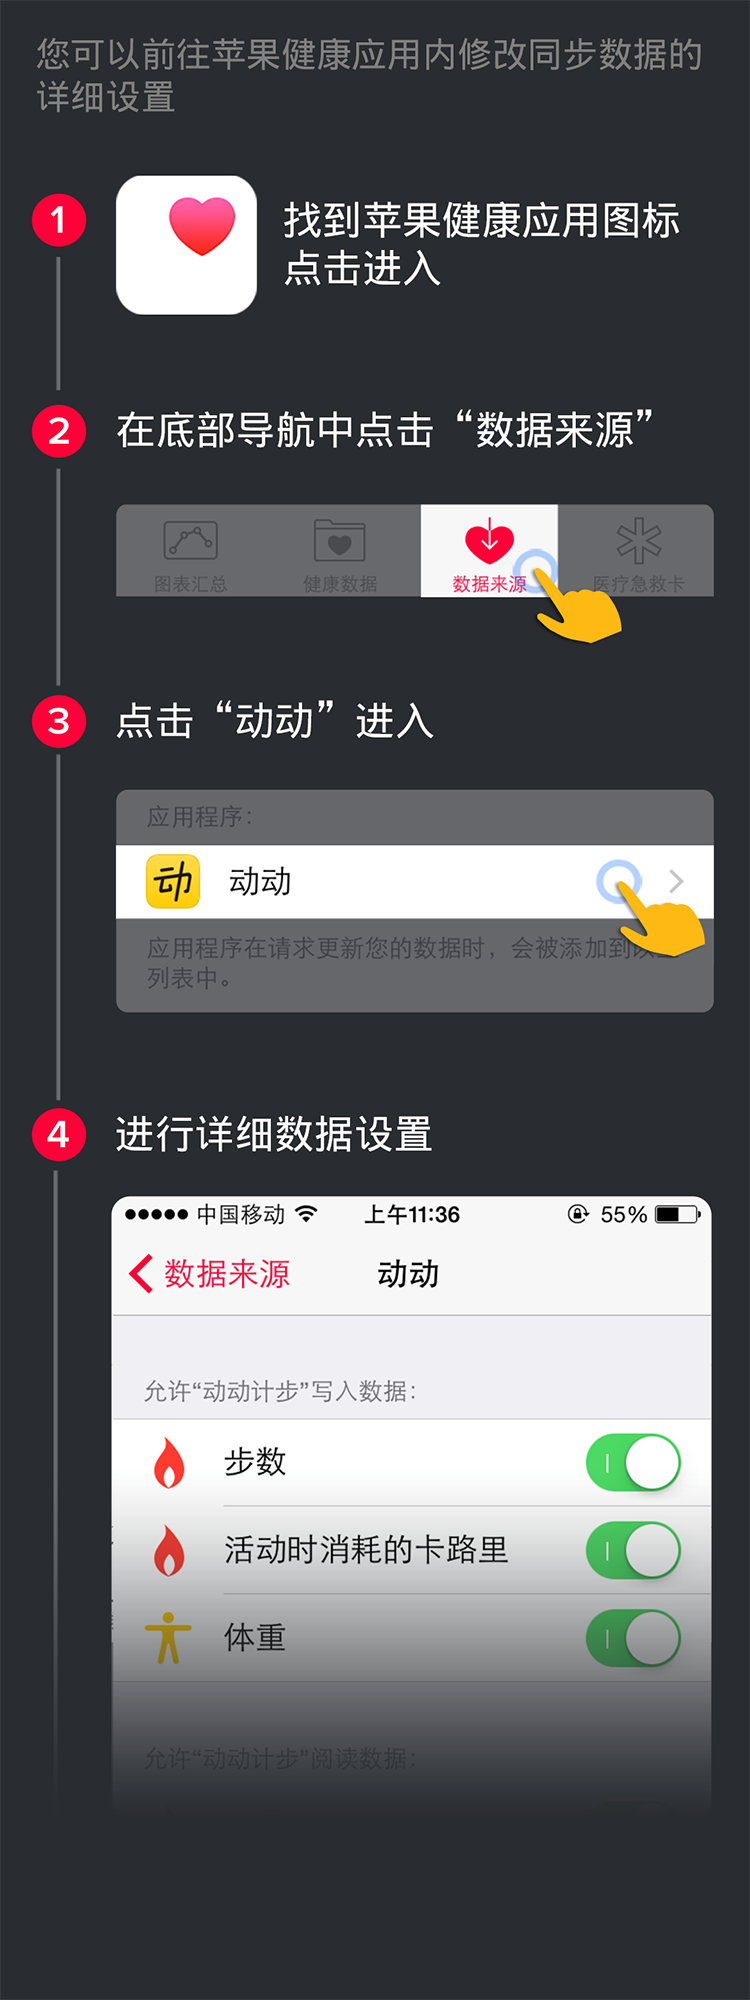 您可以前往苹果健康应用内修改同步数据的
详细设置
1
找到苹果健康应用图标
点击进入
2
在底部导航中点击“数据来源”
图表汇总
健康数据
数据来源
医疗急救卡
3
点击“动动”进入
应用程序：
动
动动
应用程序在请求更新您的数据时，会被添加到以
列表中。
4
进行详细数据设置
中国移动
上午11:36
55%
数据来源
动动
允许“动动计步”写入数据：
步数
活动时消耗的卡路里
体重
允许“动动计步”阅读数据：